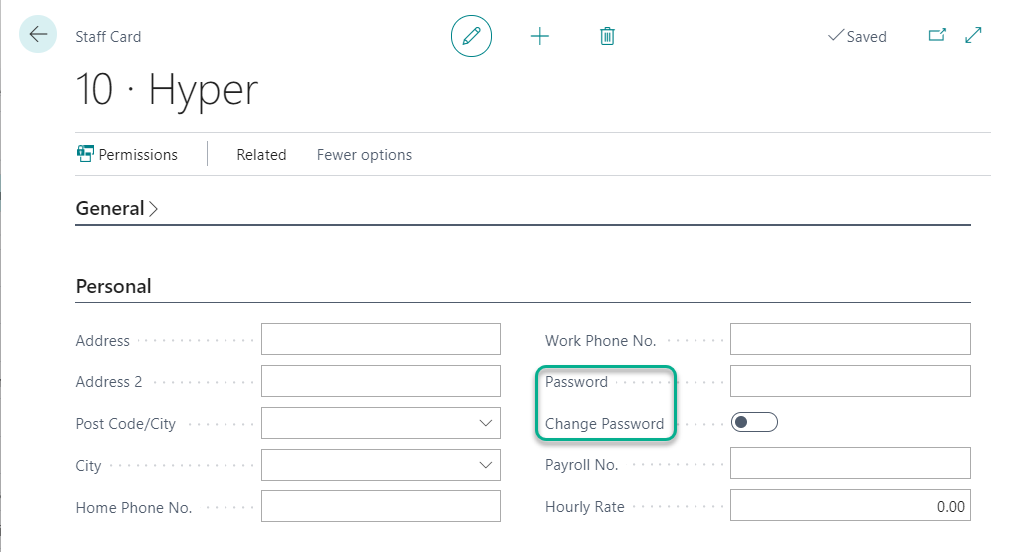 Staff Card
Saved
10 · Hyper
Permissions
Related
Fewer options
General
Personal
Address
Address 2
Post Code/City
City
Home Phone No.
Work Phone No.
Password
Change Password
Payroll No.
Hourly Rate
0.00